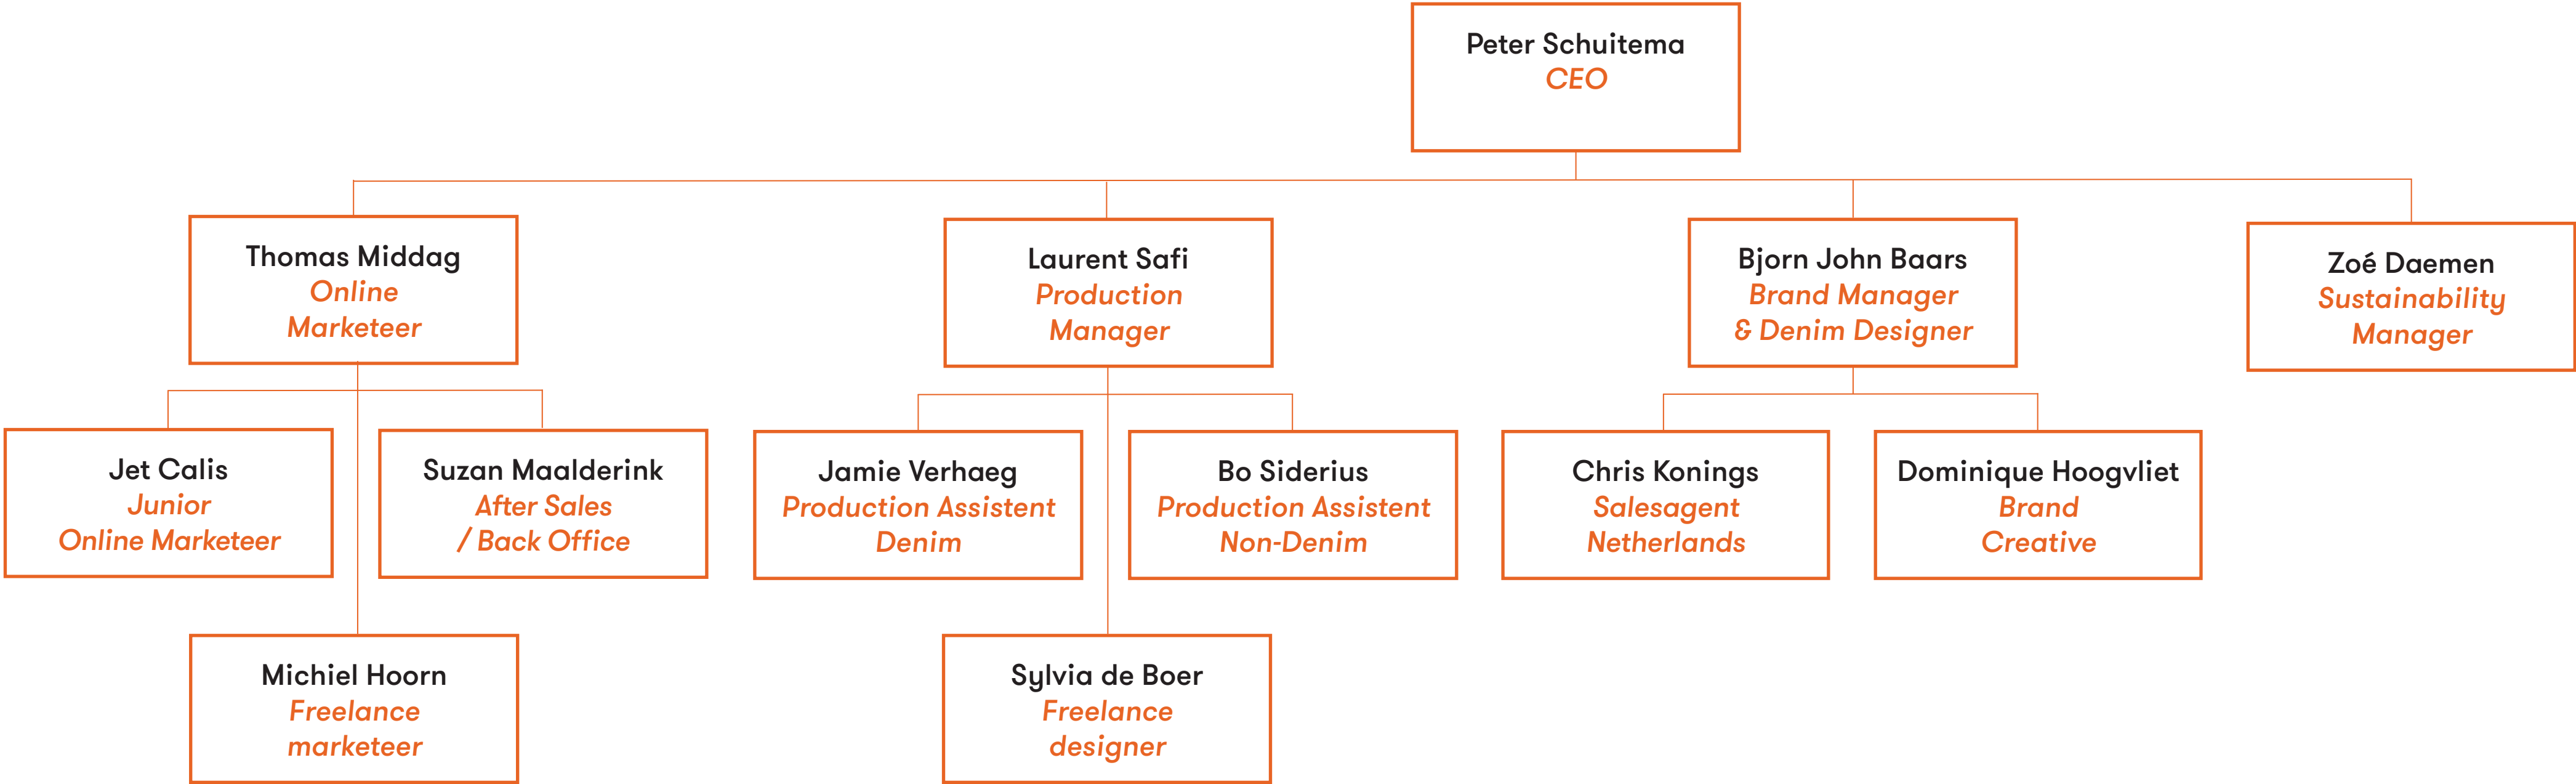 Peter Schuitema
CEO
Thomas Middag
Online
Marketeer
Laurent Safi
Production
Manager
Bjorn John Baars
Brand Manager
& Denim Designer
Zoé Daemen
Sustainability
Manager
Jet Calis
Junior
Online Marketeer
Suzan Maalderink
After Sales
/ Back Office
Jamie Verhaeg
Production Assistent
Denim
Bo Siderius
Production Assistent
Non-Denim
Chris Konings
Salesagent
Netherlands
Dominique Hoogvliet
Brand
Creative
Michiel Hoorn
Freelance
marketeer
Sylvia de Boer
Freelance
designer